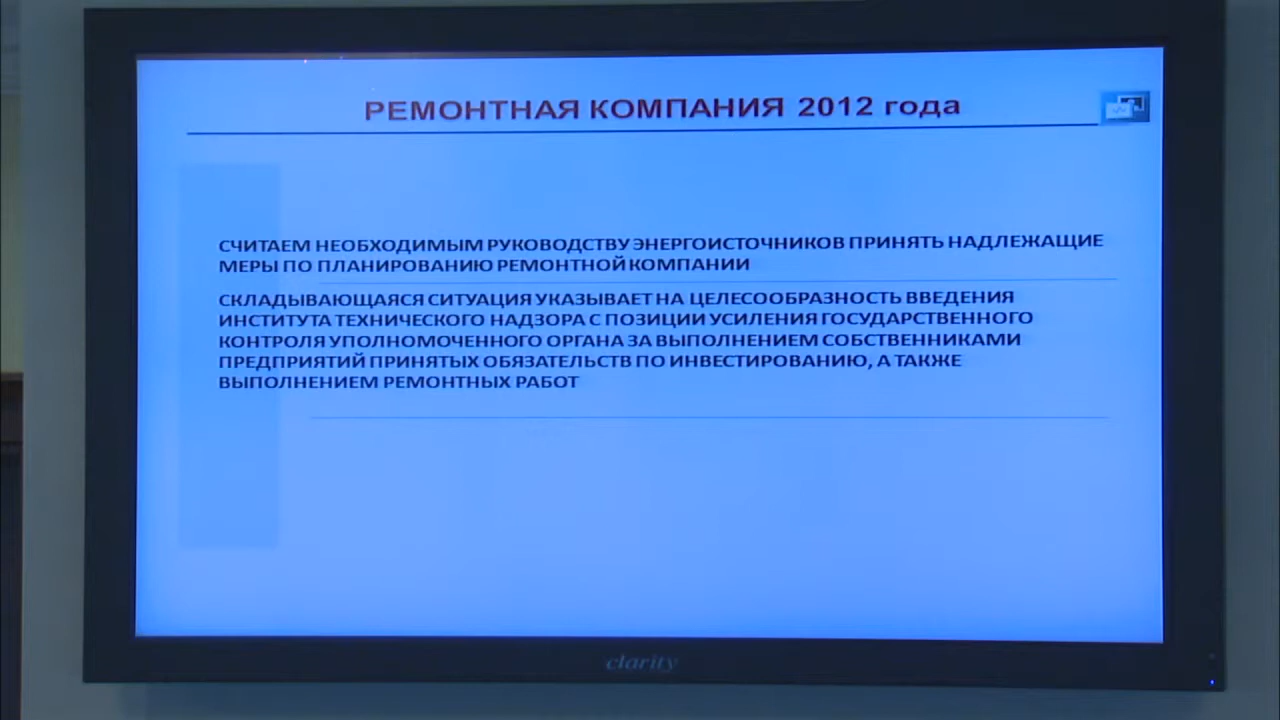 РЕМОНТНАЯ КОМПАНИЯ 2012 года
СЧИТАЕМ НЕОБХОДИМЫМ РУКОВОДСТВУ ЭНЕРГОИСТОЧНИКОВ ПРИНЯТЬ НАДЛЕЖАЩИЕ
МЕРЫ ПО ПЛАНИРОВАНИЮ РЕМОНТНОЙ КОМПАНИИ
СКЛАДЫВАЮЩАЯСЯ СИТУАЦИЯ УКАЗЫВАЕТ НА ЦЕЛЕСООБРАЗНОСТЬ ВВЕДЕНИЯ
ИНСТИТУТА ТЕХНИЧЕСКОГО НАДЗОРА С ПОЗИЦИИ УСИЛЕНИЯ ГОСУДАРСТВЕННОГО
КОНТРОЛЯ УПОЛНОМОЧЕННОГО ОРГАНА ЗА ВЫПОЛНЕНИЕМ СОБСТВЕННИКАМИ
ПРЕДПРИЯТИЙ ПРИНЯТЫХ ОБЯЗАТЕЛЬСТВ ПО ИНВЕСТИРОВАНИЮ, А ТАКЖЕ
ВЫПОЛНЕНИЕМ РЕМОНТНЫХ РАБОТ
clarity